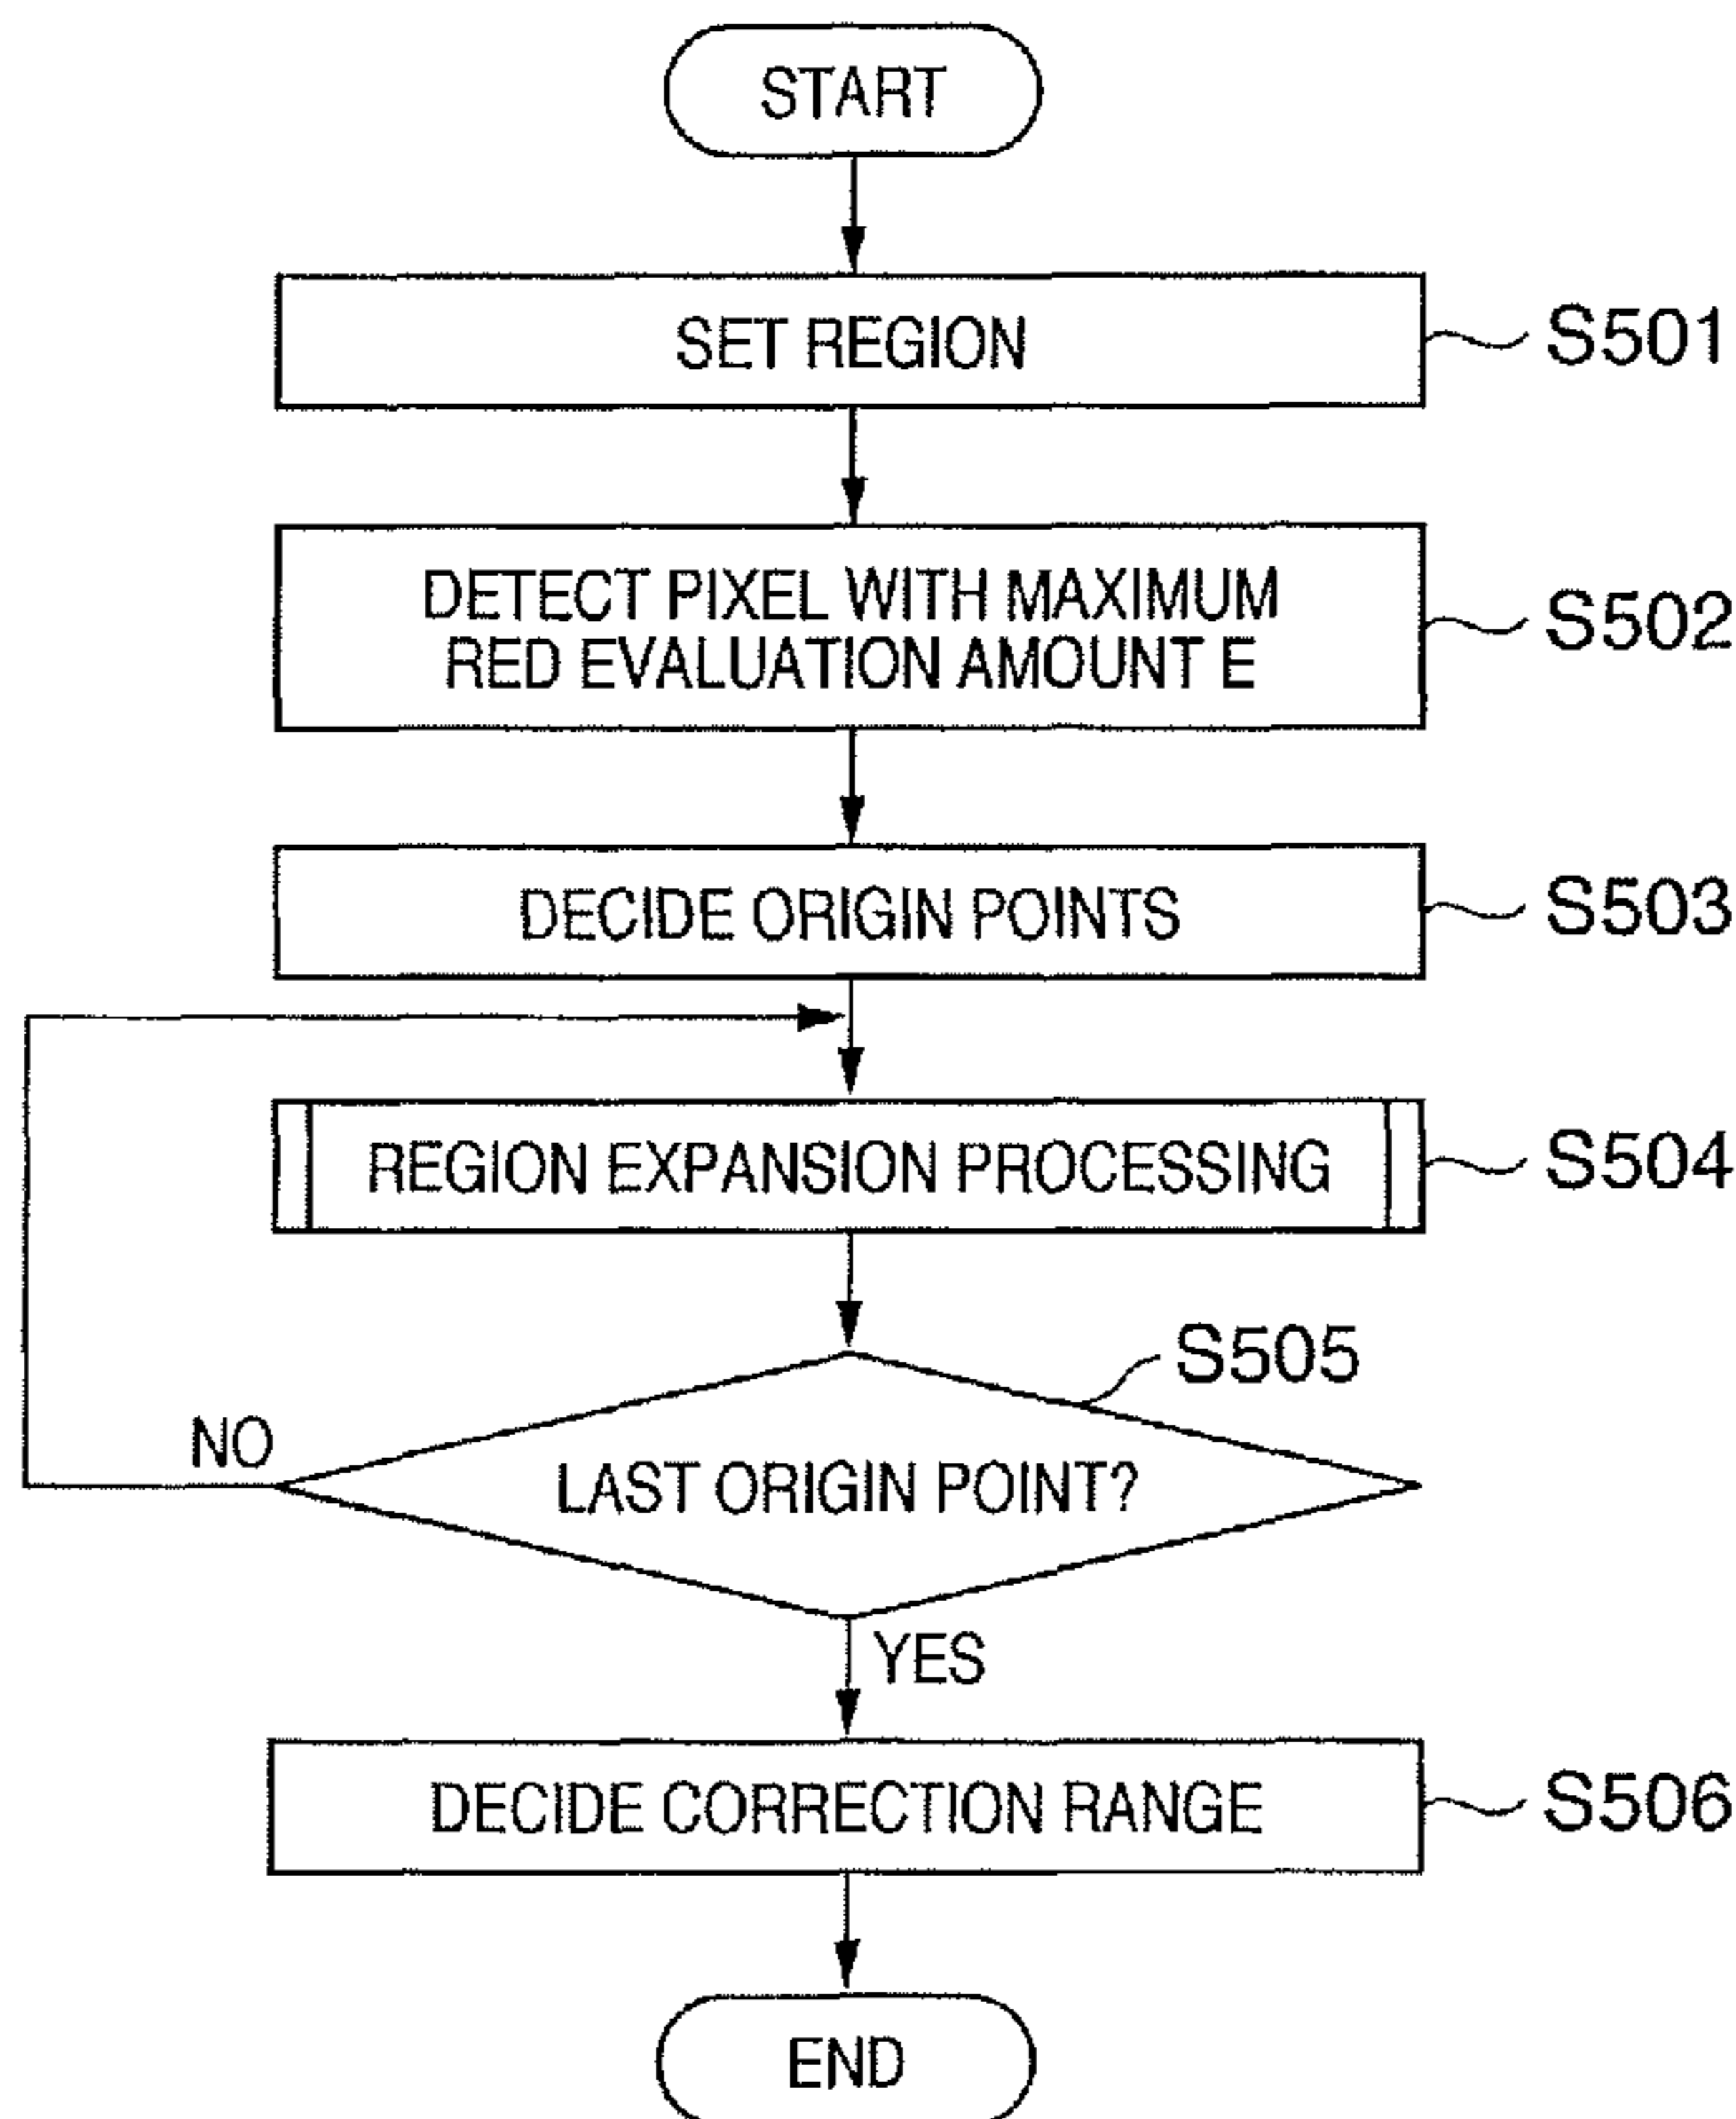 START
SET REGION
S501
DETECT PIXEL WITH MAXIMUM
RED EVALUATION AMOUNT E
S502
DECIDE ORIGIN POINTS
S503
REGION EXPANSION PROCESSING
S504
S505
NO
LAST ORIGIN POINT?
YES
DECIDE CORRECTION RANGE
S506
END